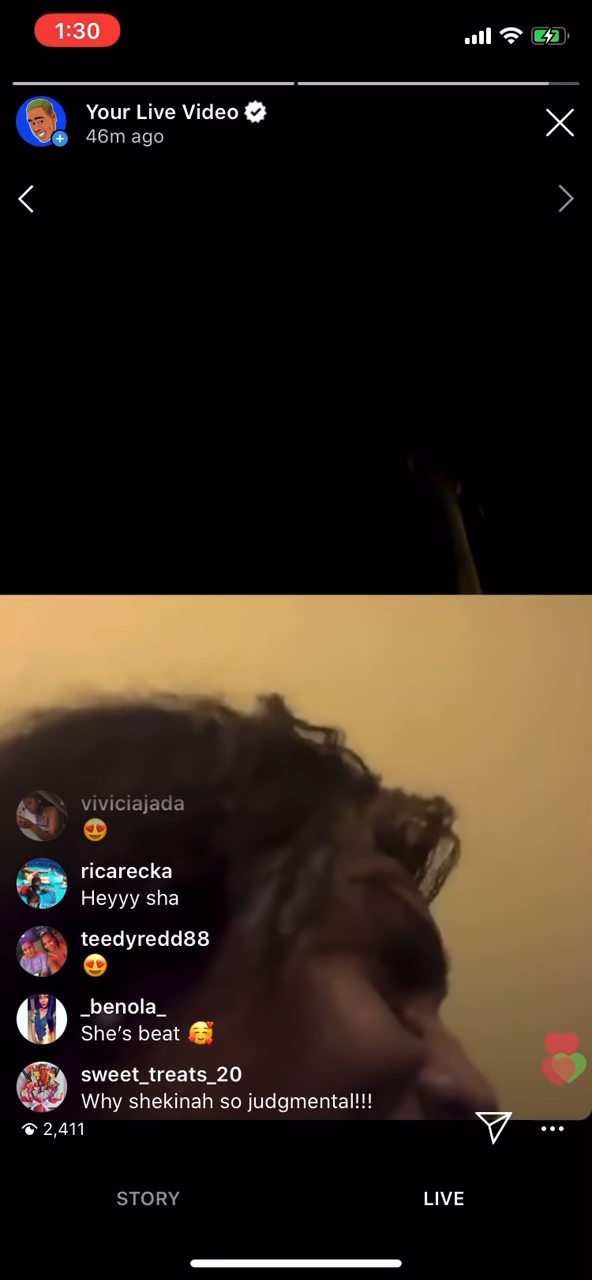 1:30
Your Live Video
46m ago
viviciajada
😍
ricarecka
Heyyy sha
teedyredd88
😍
_benola_
She’s beat 🥰
sweet_treats_20
Why shekinah so judgmental!!!
2,411
STORY
LIVE